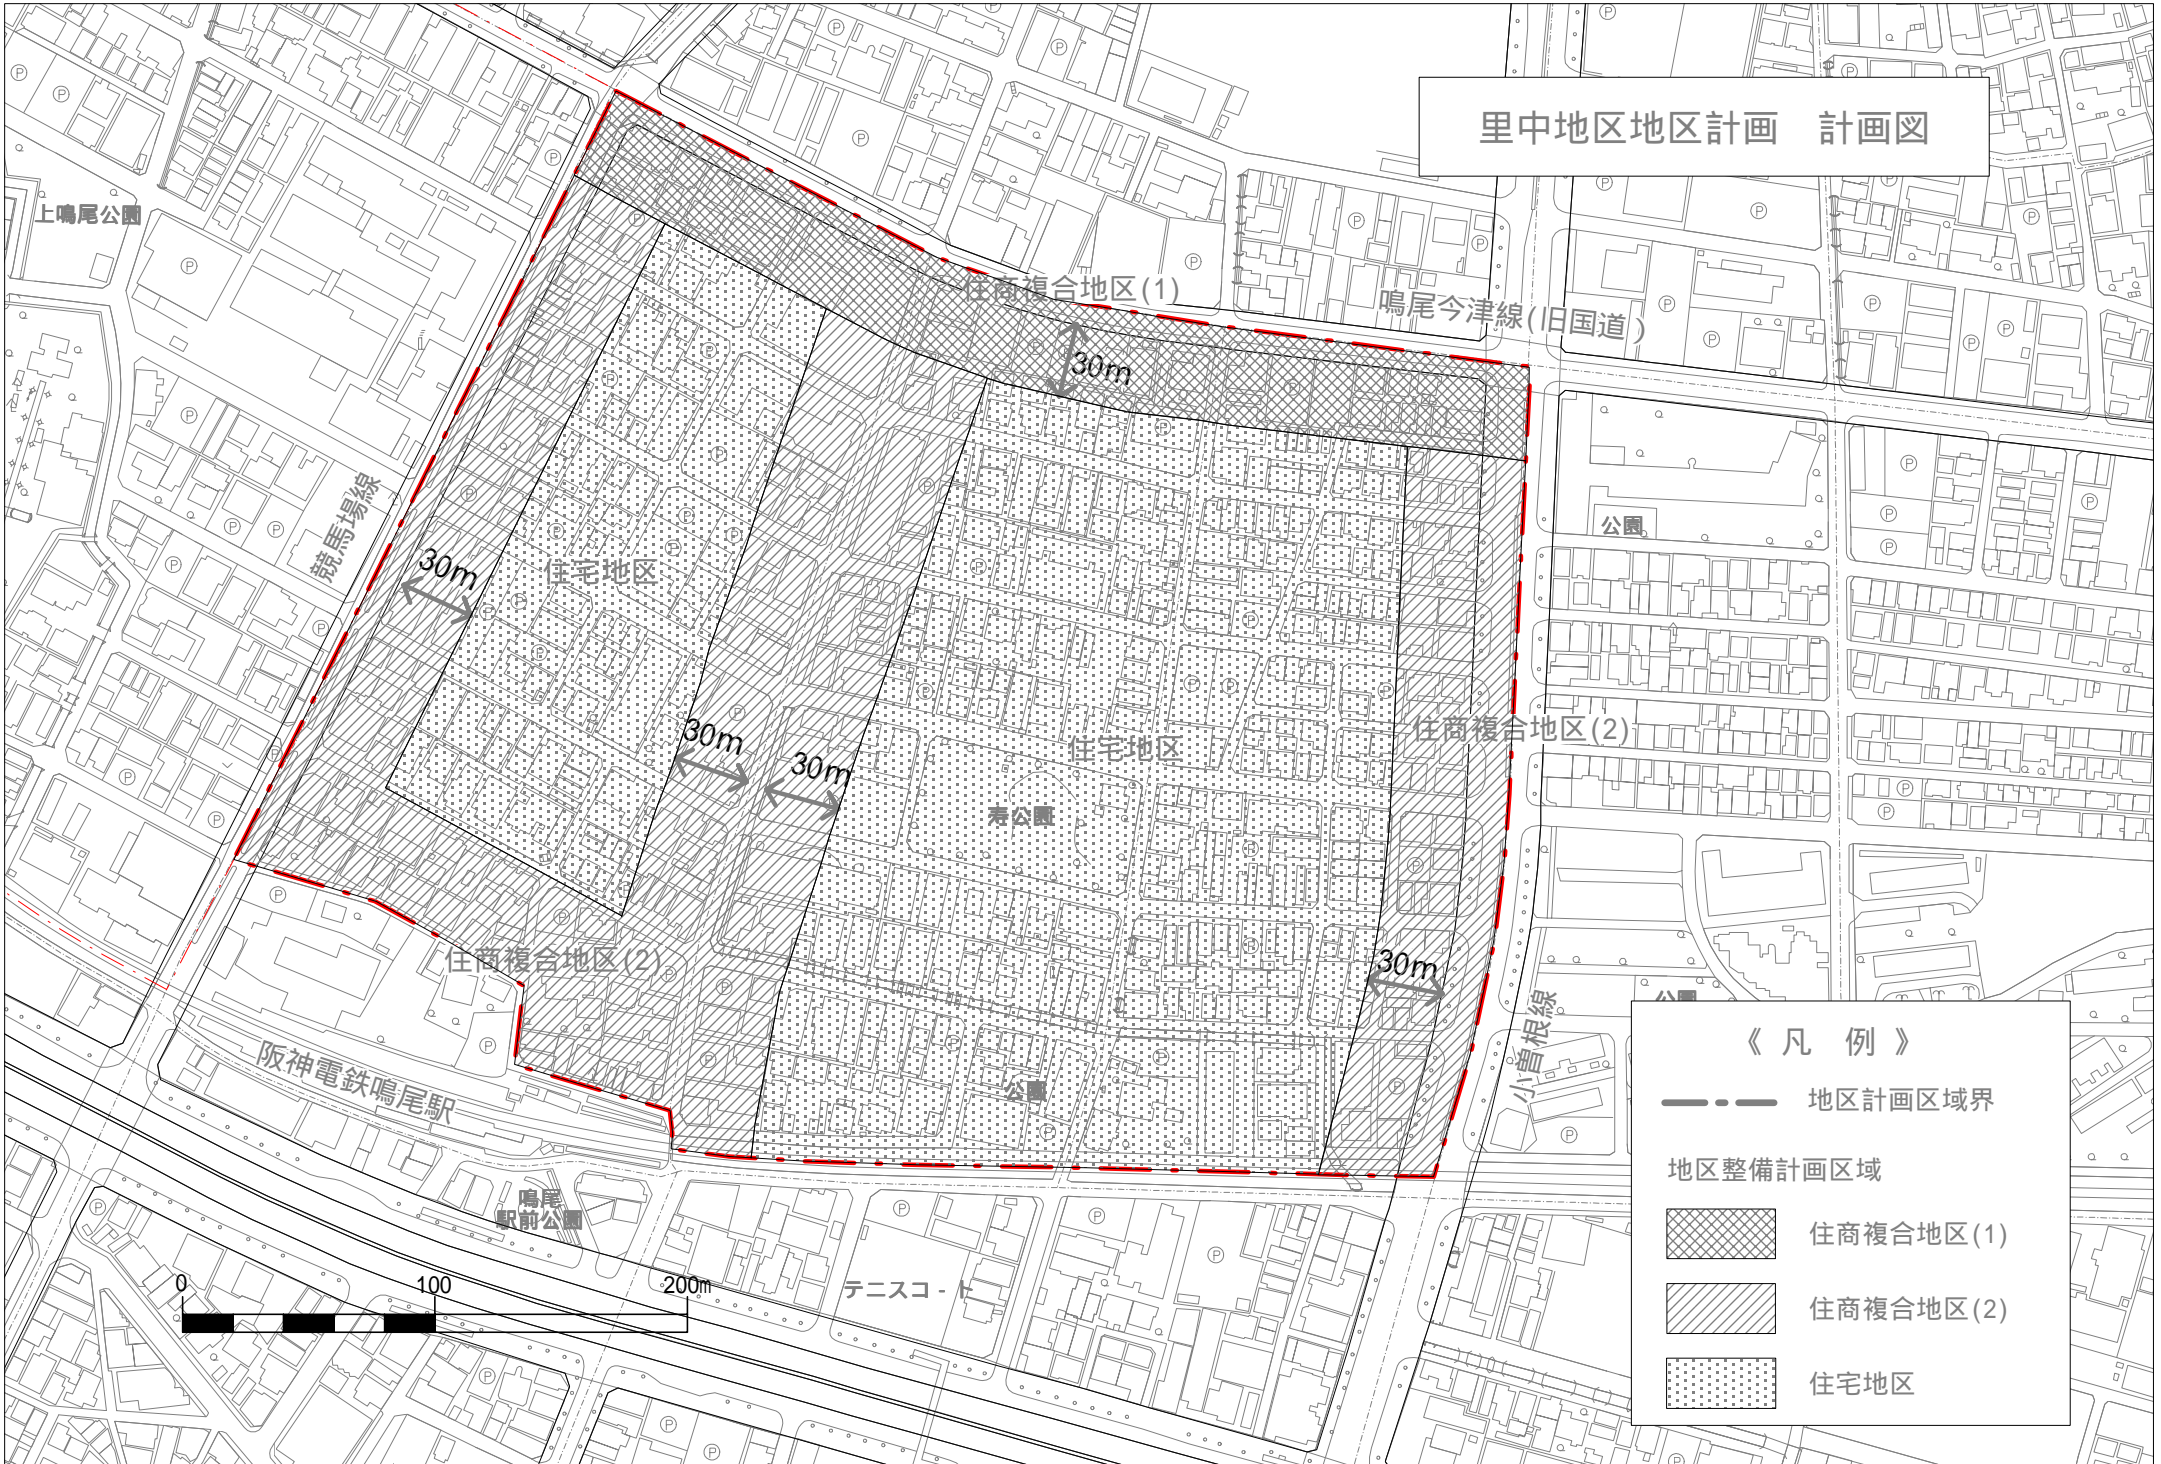 里中地区地区計画　計画図
上鳴尾公園
住商複合地区(1)
鳴尾今津線(旧国道)
30m
競馬場線
30m
住宅地区
公園
30m
30m
住宅地区
住商複合地区(2)
寿公園
住商複合地区(2)
30m
小曽根線
公園
阪神電鉄鳴尾駅
公園
鳴尾
駅前公園
テニスコ-ト
0 100 200m
《 凡 例 》
地区計画区域界
地区整備計画区域
住商複合地区(1)
住商複合地区(2)
住宅地区